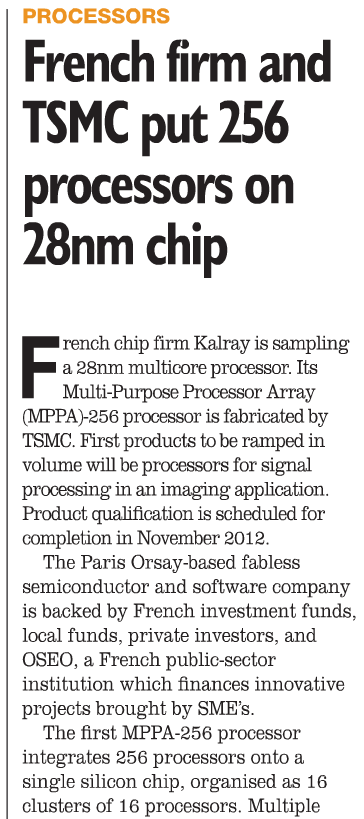 PROCESSORS
French firm and
TSMC put 256
processors on
28nm chip
French chip firm Kalray is sampling
a 28nm multicore processor. Its
Multi-Purpose Processor Array
(MPPA)-256 processor is fabricated by
TSMC. First products to be ramped in
volume will be processors for signal
processing in an imaging application.
Product qualification is scheduled for
completion in November 2012.
The Paris Orsay-based fabless
semiconductor and software company
is backed by French investment funds,
local funds, private investors, and
OSEO, a French public-sector
institution which finances innovative
projects brought by SME's.
The first MPPA-256 processor
integrates 256 processors onto a
single silicon chip, organised as 16
clusters of 16 processors. Multiple